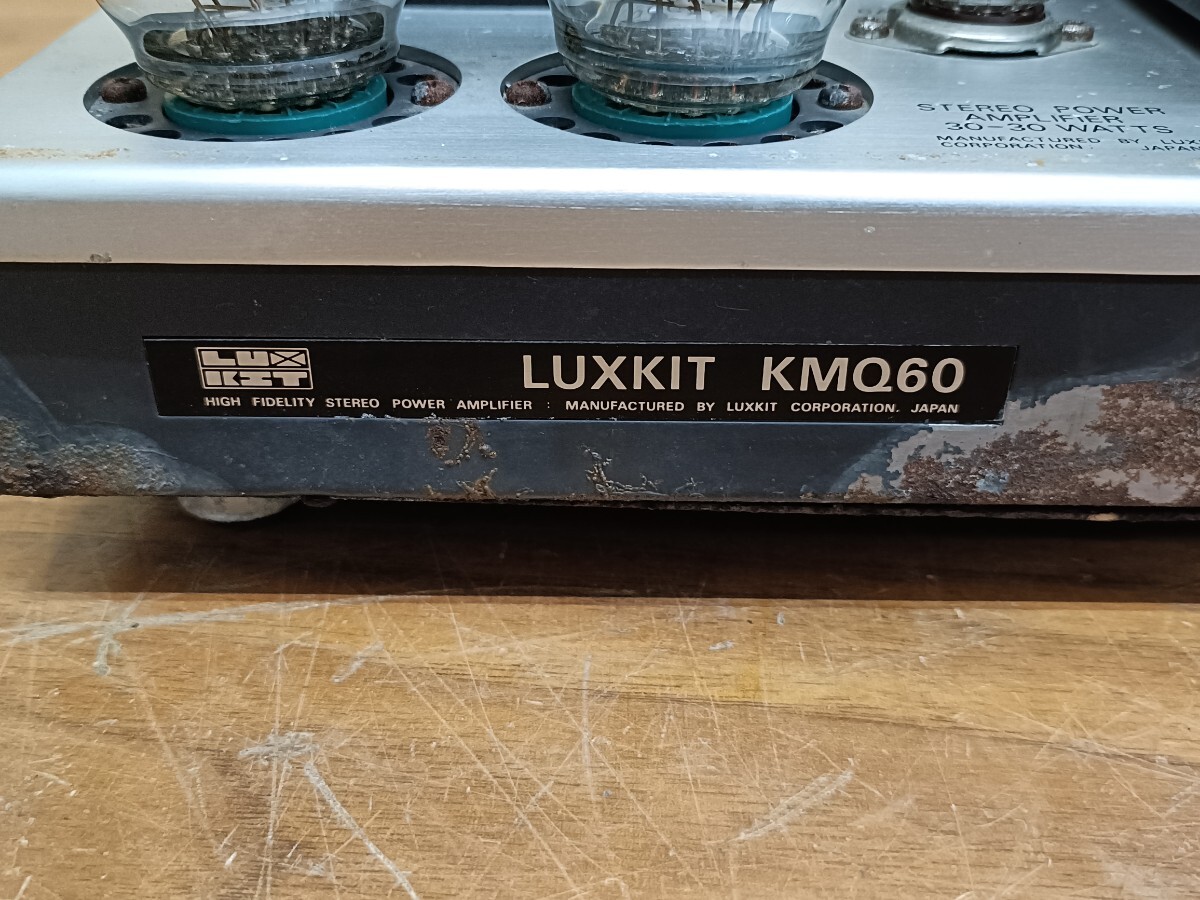 STEREO POWER
AMPLIFIER
30-30 WATTS
MANUFACTURED BY
CORPORATION. JAPAN
LUX
KIT
LUXKIT KMQ60
HIGH FIDELITY STEREO POWER AMPLIFIER : MANUFACTURED BY LUXKIT CORPORATION. JAPAN